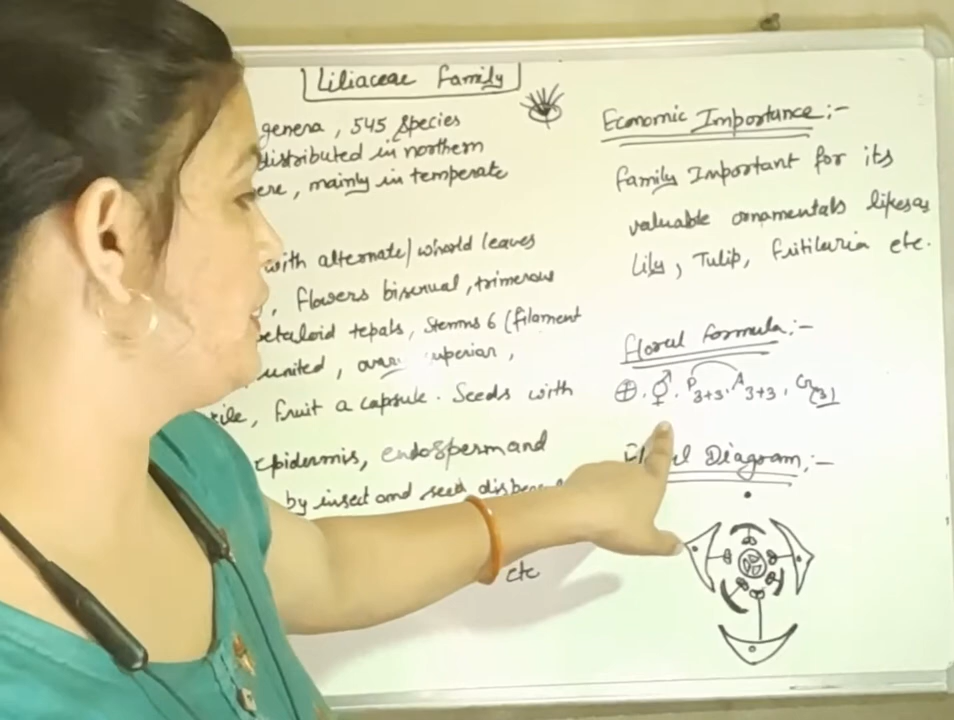 Liliaceae Family
genera, 545 Species
distributed in northern
ere, mainly in temperate
with alternate/whorld leaves
, flowers bisexual, trimerous
etaloid tepals, Stemns 6 (filament
united, ovary superior,
ile, fruit a capsule. Seeds with
epidermis, endosperm and
by insect and seed dispersal
etc
Economic Importance:-
family Important for its
valuable ornamentals likesas
Lily, Tulip, fritilaria etc.
floral formula:-
⊕ . ⚥ . P3+3, A3+3, G(3)
Diagram:-